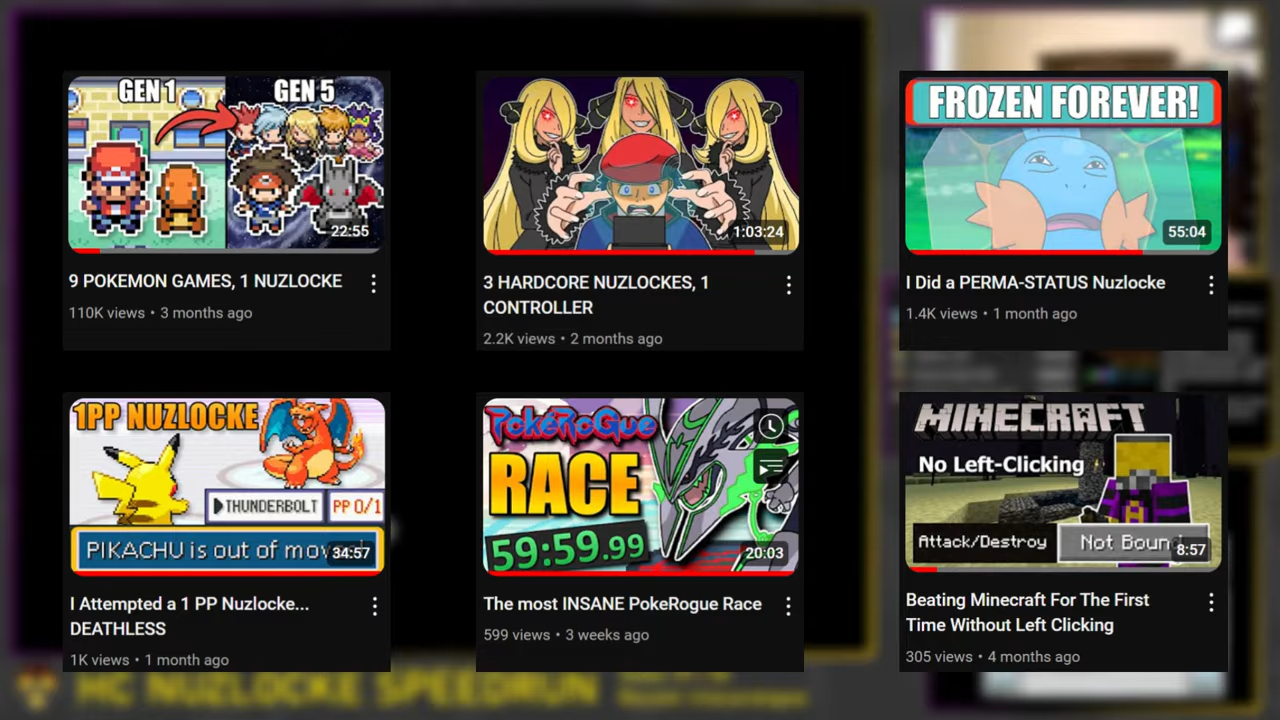 GEN 1
GEN 5
22:55
9 POKEMON GAMES, 1 NUZLOCKE
110K views • 3 months ago
1:03:24
3 HARDCORE NUZLOCKES, 1
CONTROLLER
2.2K views • 2 months ago
FROZEN FOREVER!
55:04
I Did a PERMA-STATUS Nuzlocke
1.4K views • 1 month ago
1PP NUZLOCKE
THUNDERBOLT
PP 0/1
PIKACHU is out of
34:57
I Attempted a 1 PP Nuzlocke...
DEATHLESS
1K views • 1 month ago
PokéRogue
RACE
59:59.99
20:03
The most INSANE PokeRogue Race
599 views • 3 weeks ago
MINECRAFT
No Left-Clicking
Attack/Destroy
Not Boun
8:57
Beating Minecraft For The First
Time Without Left Clicking
305 views • 4 months ago
HC NUZLOCKE SPEEDRUN